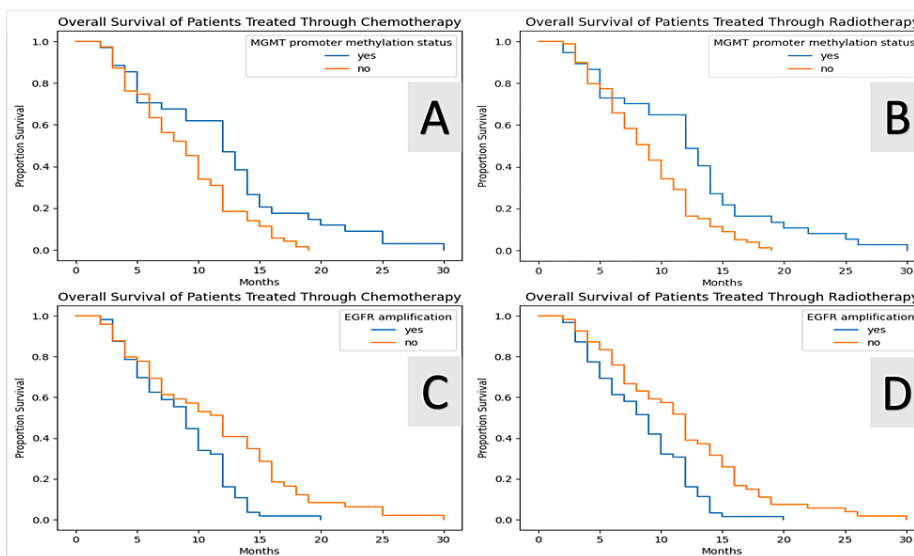 Overall Survival of Patients Treated Through Chemotherapy
MGMT promoter methylation status
yes
no
A
Proportion Survival
1.0
0.8
0.6
0.4
0.2
0.0
0 5 10 15 20 25 30
Months
Overall Survival of Patients Treated Through Radiotherapy
MGMT promoter methylation status
yes
no
B
Proportion Survival
1.0
0.8
0.6
0.4
0.2
0.0
0 5 10 15 20 25 30
Months
Overall Survival of Patients Treated Through Chemotherapy
EGFR amplification
yes
no
C
Proportion Survival
1.0
0.8
0.6
0.4
0.2
0.0
0 5 10 15 20 25 30
Months
Overall Survival of Patients Treated Through Radiotherapy
EGFR amplification
yes
no
D
Proportion Survival
1.0
0.8
0.6
0.4
0.2
0.0
0 5 10 15 20 25 30
Months